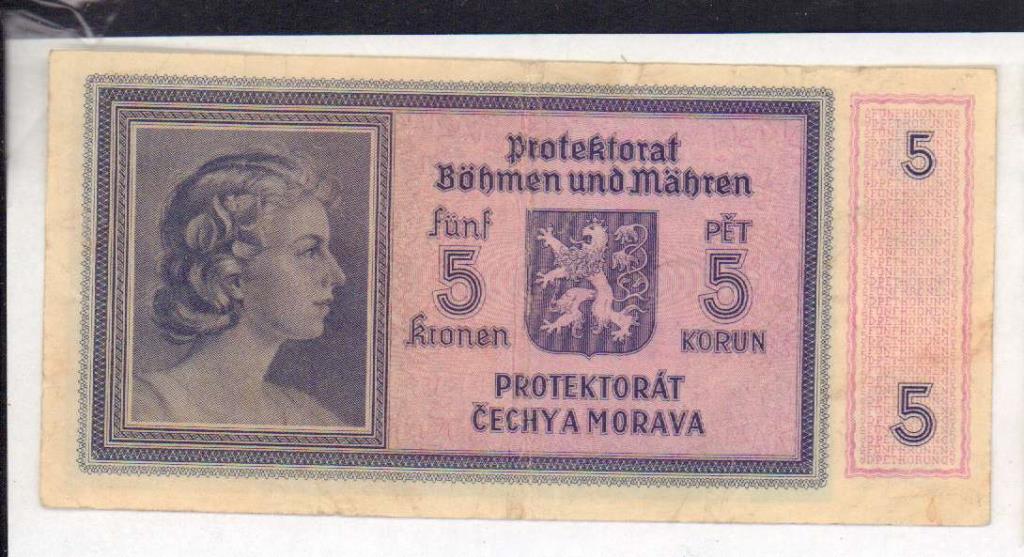 Protektorat
Böhmen und Mähren
fünf
5
Kronen
PĚT
5
KORUN
PROTEKTORÁT
ČECHY A MORAVA
5
5